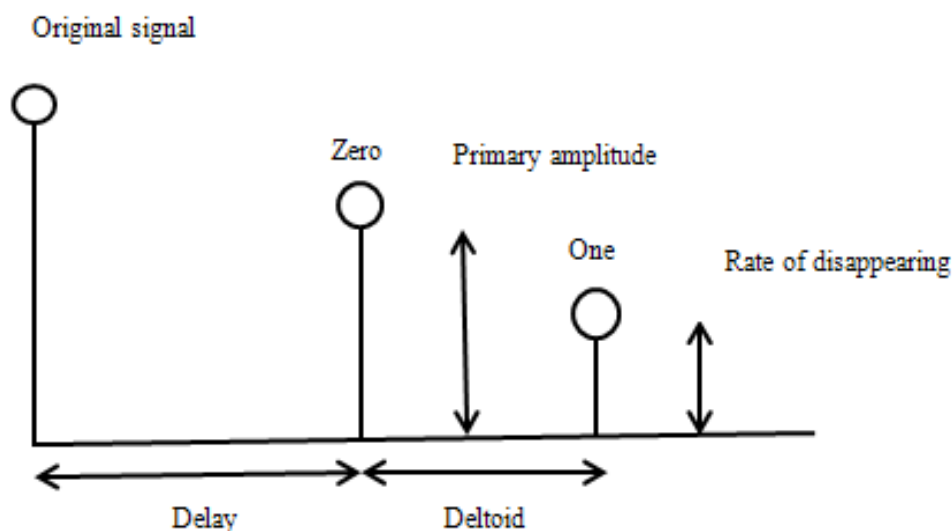 Original signal
Zero
Primary amplitude
One
Rate of disappearing
Delay
Deltoid